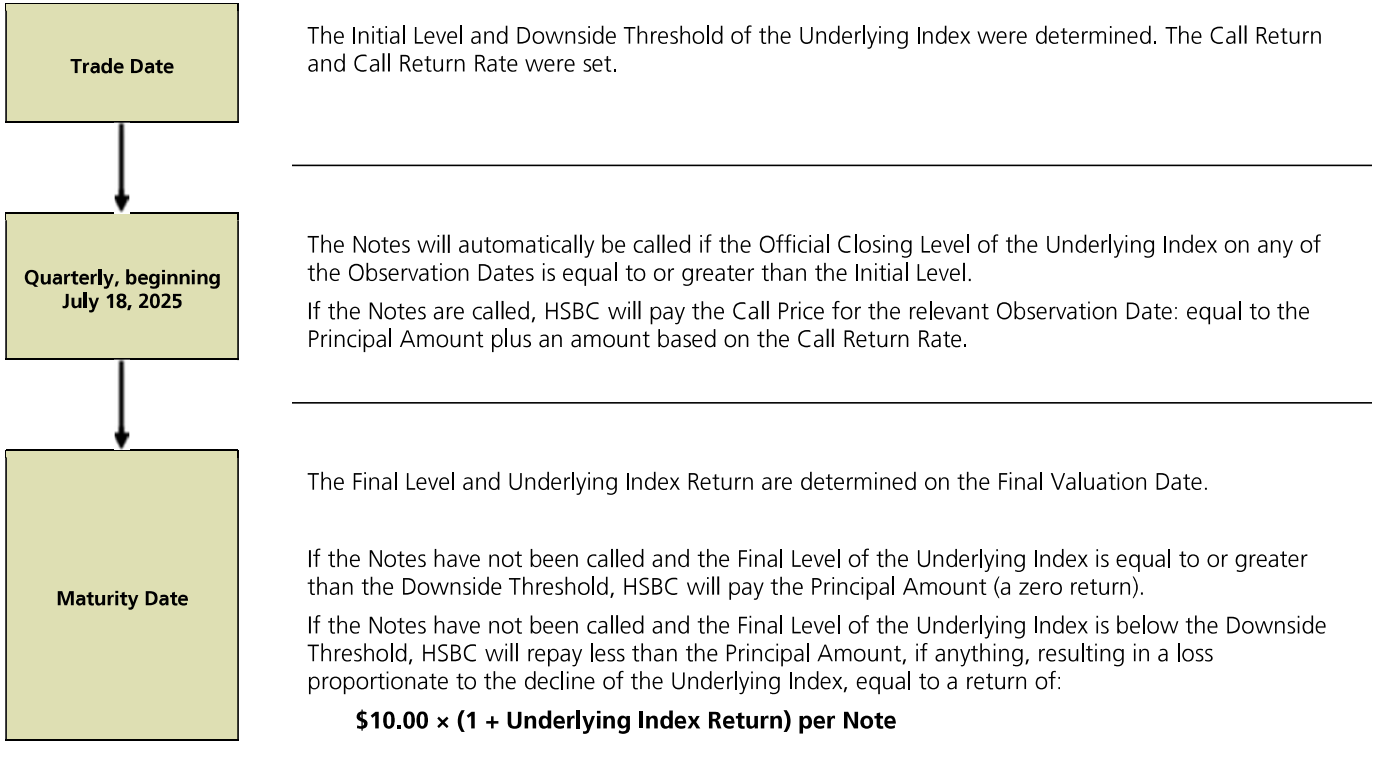 Trade Date
The Initial Level and Downside Threshold of the Underlying Index were determined. The Call Return
and Call Return Rate were set.
Quarterly, beginning
July 18, 2025
The Notes will automatically be called if the Official Closing Level of the Underlying Index on any of
the Observation Dates is equal to or greater than the Initial Level.
If the Notes are called, HSBC will pay the Call Price for the relevant Observation Date: equal to the
Principal Amount plus an amount based on the Call Return Rate.
Maturity Date
The Final Level and Underlying Index Return are determined on the Final Valuation Date.
If the Notes have not been called and the Final Level of the Underlying Index is equal to or greater
than the Downside Threshold, HSBC will pay the Principal Amount (a zero return).
If the Notes have not been called and the Final Level of the Underlying Index is below the Downside
Threshold, HSBC will repay less than the Principal Amount, if anything, resulting in a loss
proportionate to the decline of the Underlying Index, equal to a return of:
$10.00 × (1 + Underlying Index Return) per Note